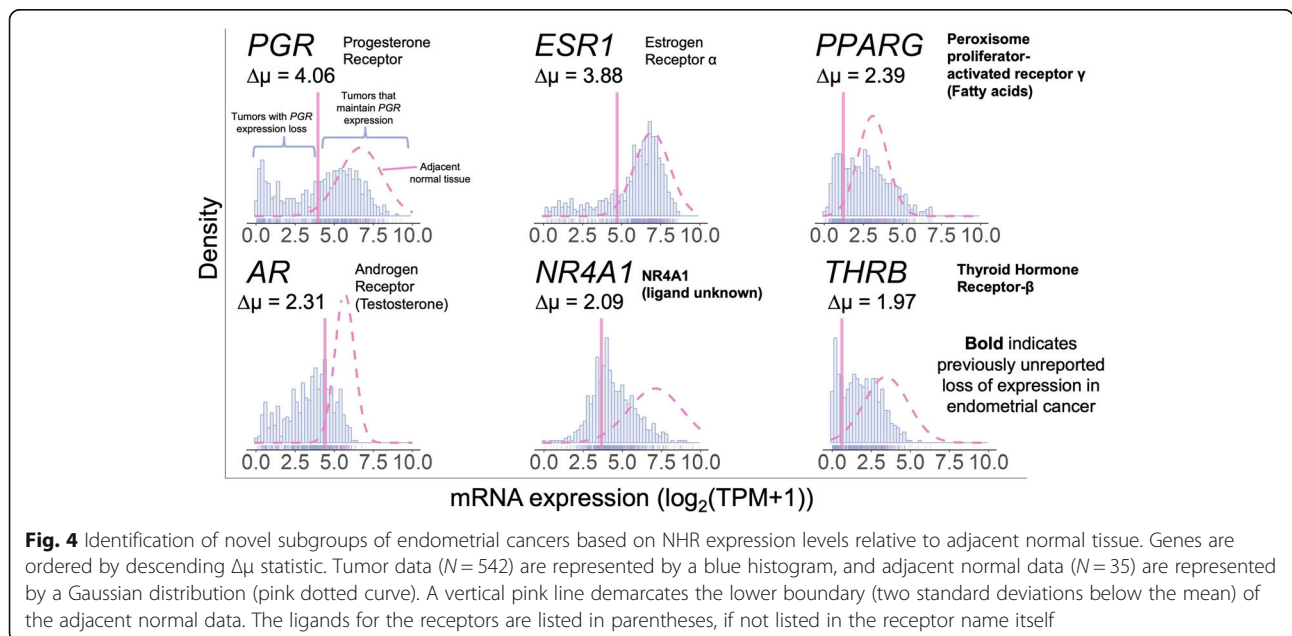 PGR
Progesterone
Receptor
Δµ = 4.06
Tumors with PGR
expression loss
Tumors that
maintain PGR
expression
Adjacent
normal tissue
0.0 2.5 5.0 7.5 10.0
ESR1
Estrogen
Receptor α
Δµ = 3.88
0.0 2.5 5.0 7.5 10.0
PPARG
Peroxisome
proliferator-
activated receptor γ
(Fatty acids)
Δµ = 2.39
0.0 2.5 5.0 7.5 10.0
Density
AR
Androgen
Receptor
(Testosterone)
Δµ = 2.31
0.0 2.5 5.0 7.5 10.0
NR4A1
NR4A1
(ligand unknown)
Δµ = 2.09
0.0 2.5 5.0 7.5 10.0
THRB
Thyroid Hormone
Receptor-β
Δµ = 1.97
Bold indicates
previously unreported
loss of expression in
endometrial cancer
0.0 2.5 5.0 7.5 10.0
mRNA expression (log2(TPM+1))
Fig. 4 Identification of novel subgroups of endometrial cancers based on NHR expression levels relative to adjacent normal tissue. Genes are
ordered by descending Δµ statistic. Tumor data (N = 542) are represented by a blue histogram, and adjacent normal data (N = 35) are represented
by a Gaussian distribution (pink dotted curve). A vertical pink line demarcates the lower boundary (two standard deviations below the mean) of
the adjacent normal data. The ligands for the receptors are listed in parentheses, if not listed in the receptor name itself